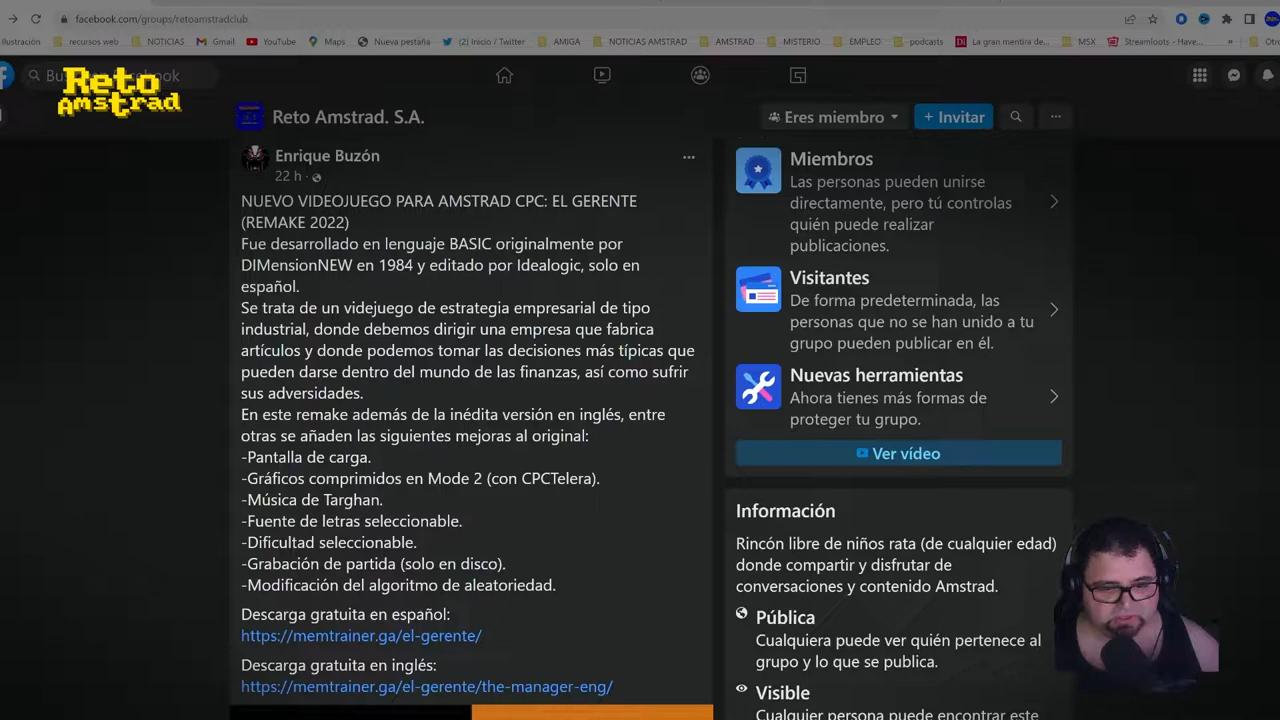 facebook.com/groups/retoamstradclub
ilustración
recursos web
NOTICIAS
Gmail
YouTube
Maps
Nueva pestaña
(2) Inicio / Twitter
AMIGA
NOTICIAS AMSTRAD
AMSTRAD
MISTERIO
EMPLEO
podcasts
La gran mentira de...
MSX
Streamloots - Have...
»
Otro
Reto
Amstrad
Reto Amstrad. S.A.
Eres miembro
+ Invitar
Enrique Buzón
22 h ·
NUEVO VIDEOJUEGO PARA AMSTRAD CPC: EL GERENTE
(REMAKE 2022)
Fue desarrollado en lenguaje BASIC originalmente por
DIMensionNEW en 1984 y editado por Idealogic, solo en
español.
Se trata de un videjuego de estrategia empresarial de tipo
industrial, donde debemos dirigir una empresa que fabrica
artículos y donde podemos tomar las decisiones más típicas que
pueden darse dentro del mundo de las finanzas, así como sufrir
sus adversidades.
En este remake además de la inédita versión en inglés, entre
otras se añaden las siguientes mejoras al original:
-Pantalla de carga.
-Gráficos comprimidos en Mode 2 (con CPCTelera).
-Música de Targhan.
-Fuente de letras seleccionable.
-Dificultad seleccionable.
-Grabación de partida (solo en disco).
-Modificación del algoritmo de aleatoriedad.
Descarga gratuita en español:
https://memtrainer.ga/el-gerente/
Descarga gratuita en inglés:
https://memtrainer.ga/el-gerente/the-manager-eng/
Miembros
Las personas pueden unirse
directamente, pero tú controlas
quién puede realizar
publicaciones.
Visitantes
De forma predeterminada, las
personas que no se han unido a tu
grupo pueden publicar en él.
Nuevas herramientas
Ahora tienes más formas de
proteger tu grupo.
Ver vídeo
Información
Rincón libre de niños rata (de cualquier edad)
donde compartir y disfrutar de
conversaciones y contenido Amstrad.
Pública
Cualquiera puede ver quién pertenece al
grupo y lo que se publica.
Visible
Cualquier persona puede encontrar este